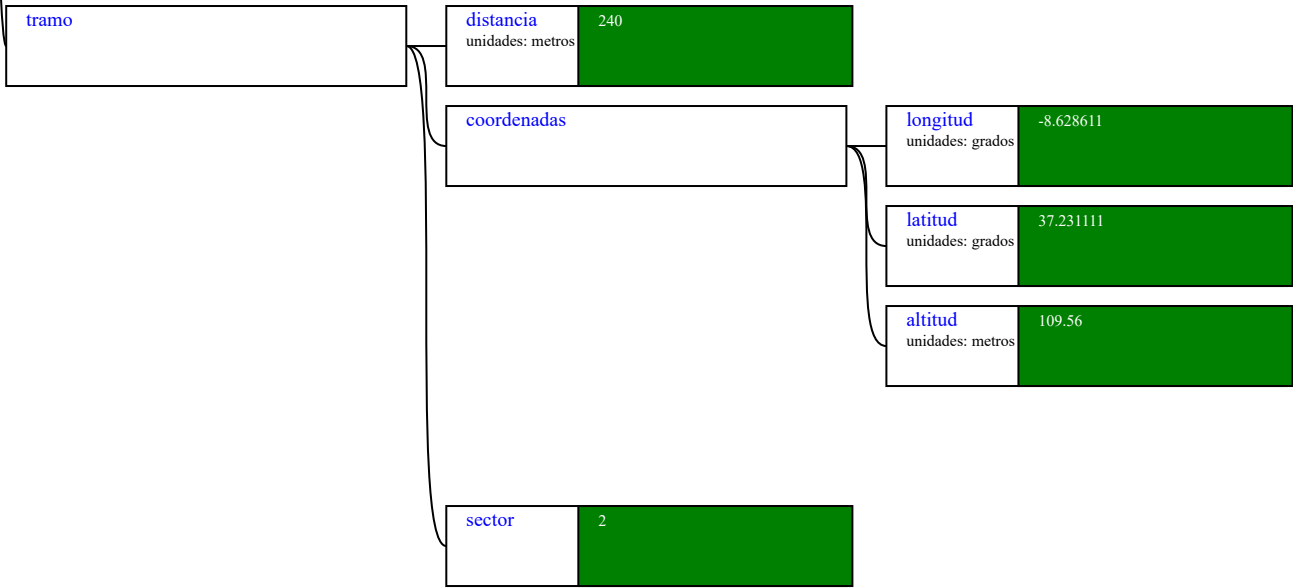 tramo
distancia
unidades: metros
240
coordenadas
longitud
unidades: grados
-8.628611
latitud
unidades: grados
37.231111
altitud
unidades: metros
109.56
sector
2